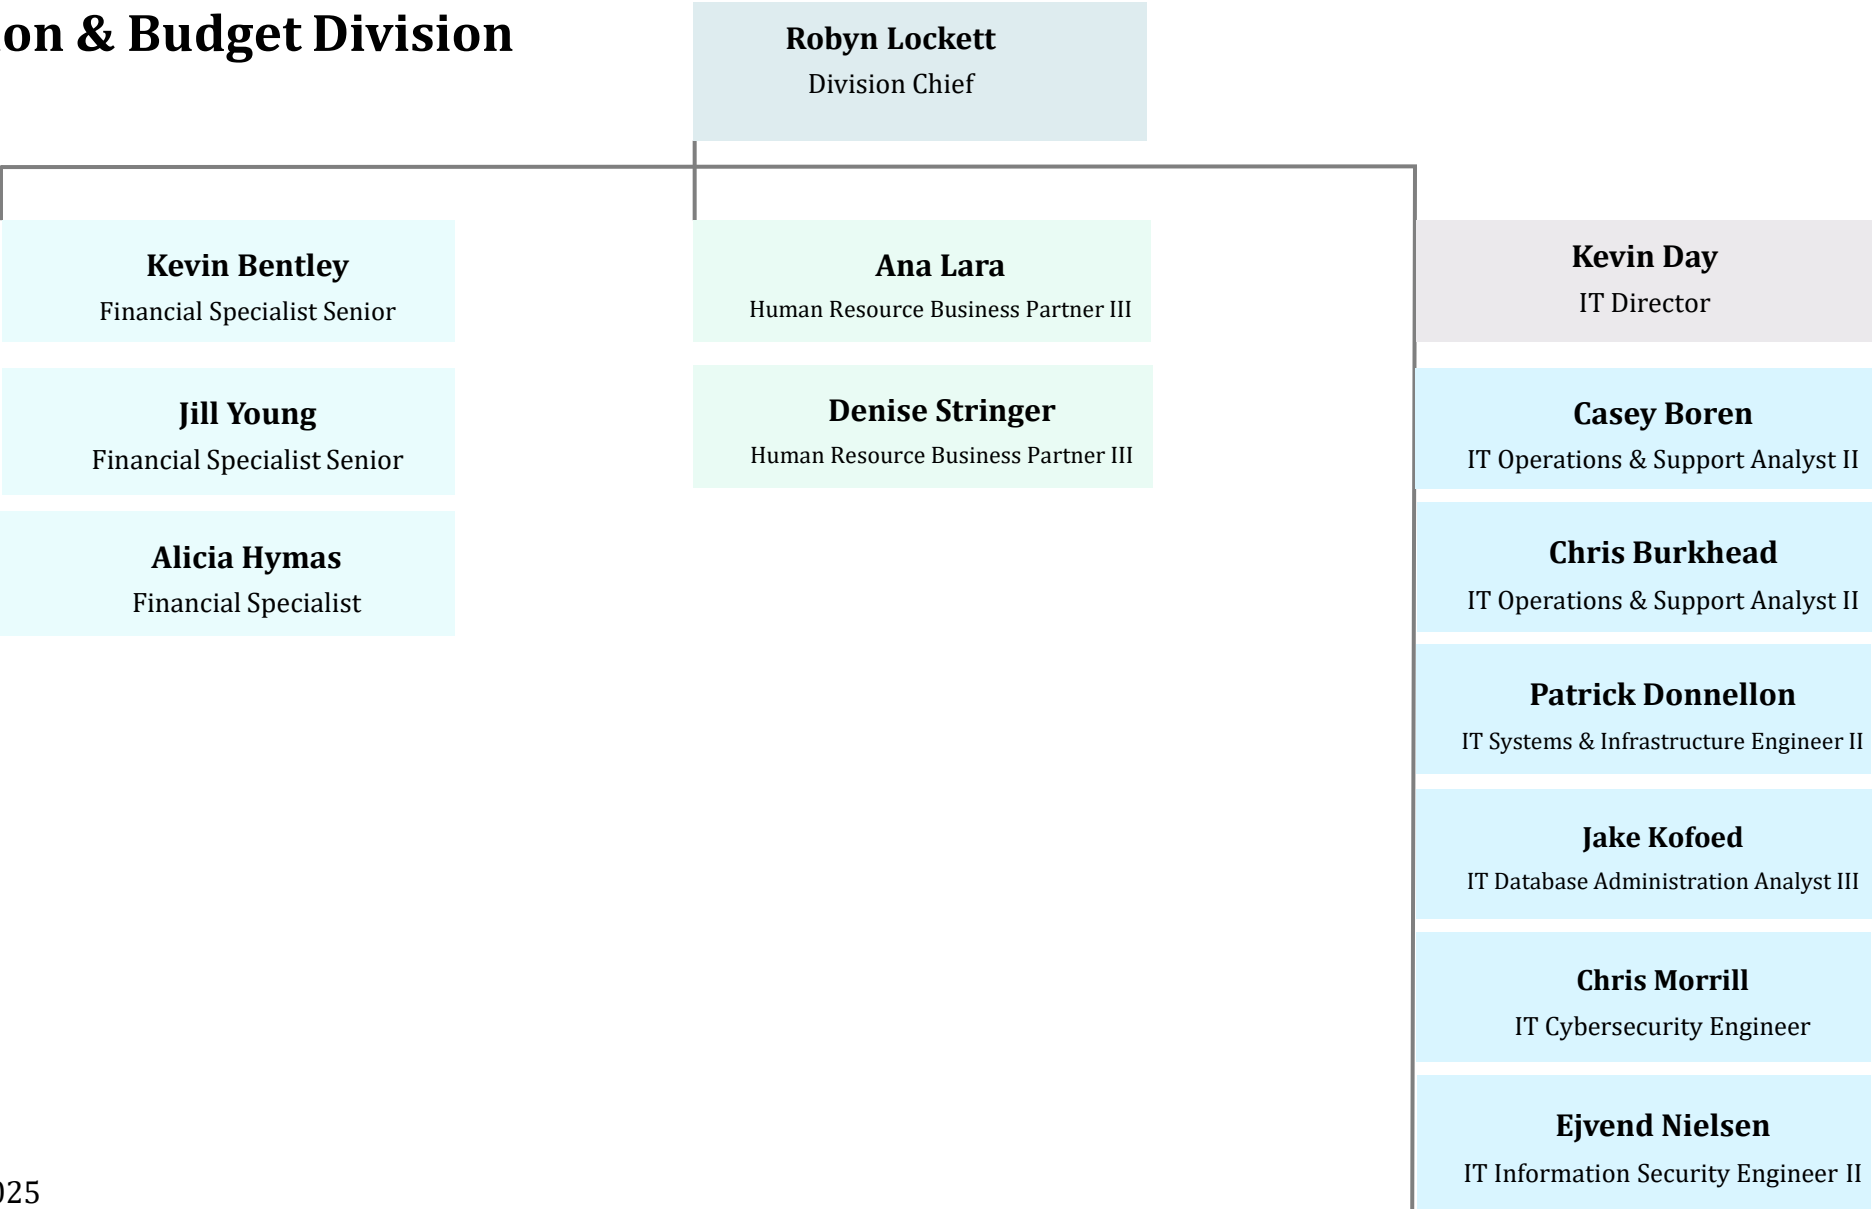 on & Budget Division
Robyn Lockett
Division Chief
Kevin Bentley
Financial Specialist Senior
Jill Young
Financial Specialist Senior
Alicia Hymas
Financial Specialist
Ana Lara
Human Resource Business Partner III
Denise Stringer
Human Resource Business Partner III
Kevin Day
IT Director
Casey Boren
IT Operations & Support Analyst II
Chris Burkhead
IT Operations & Support Analyst II
Patrick Donnellon
IT Systems & Infrastructure Engineer II
Jake Kofoed
IT Database Administration Analyst III
Chris Morrill
IT Cybersecurity Engineer
Ejvend Nielsen
IT Information Security Engineer II
025